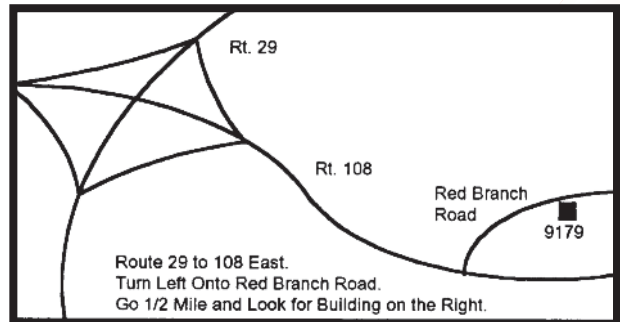 Rt. 29
Rt. 108
Red Branch
Road
9179
Route 29 to 108 East.
Turn Left Onto Red Branch Road.
Go 1/2 Mile and Look for Building on the Right.